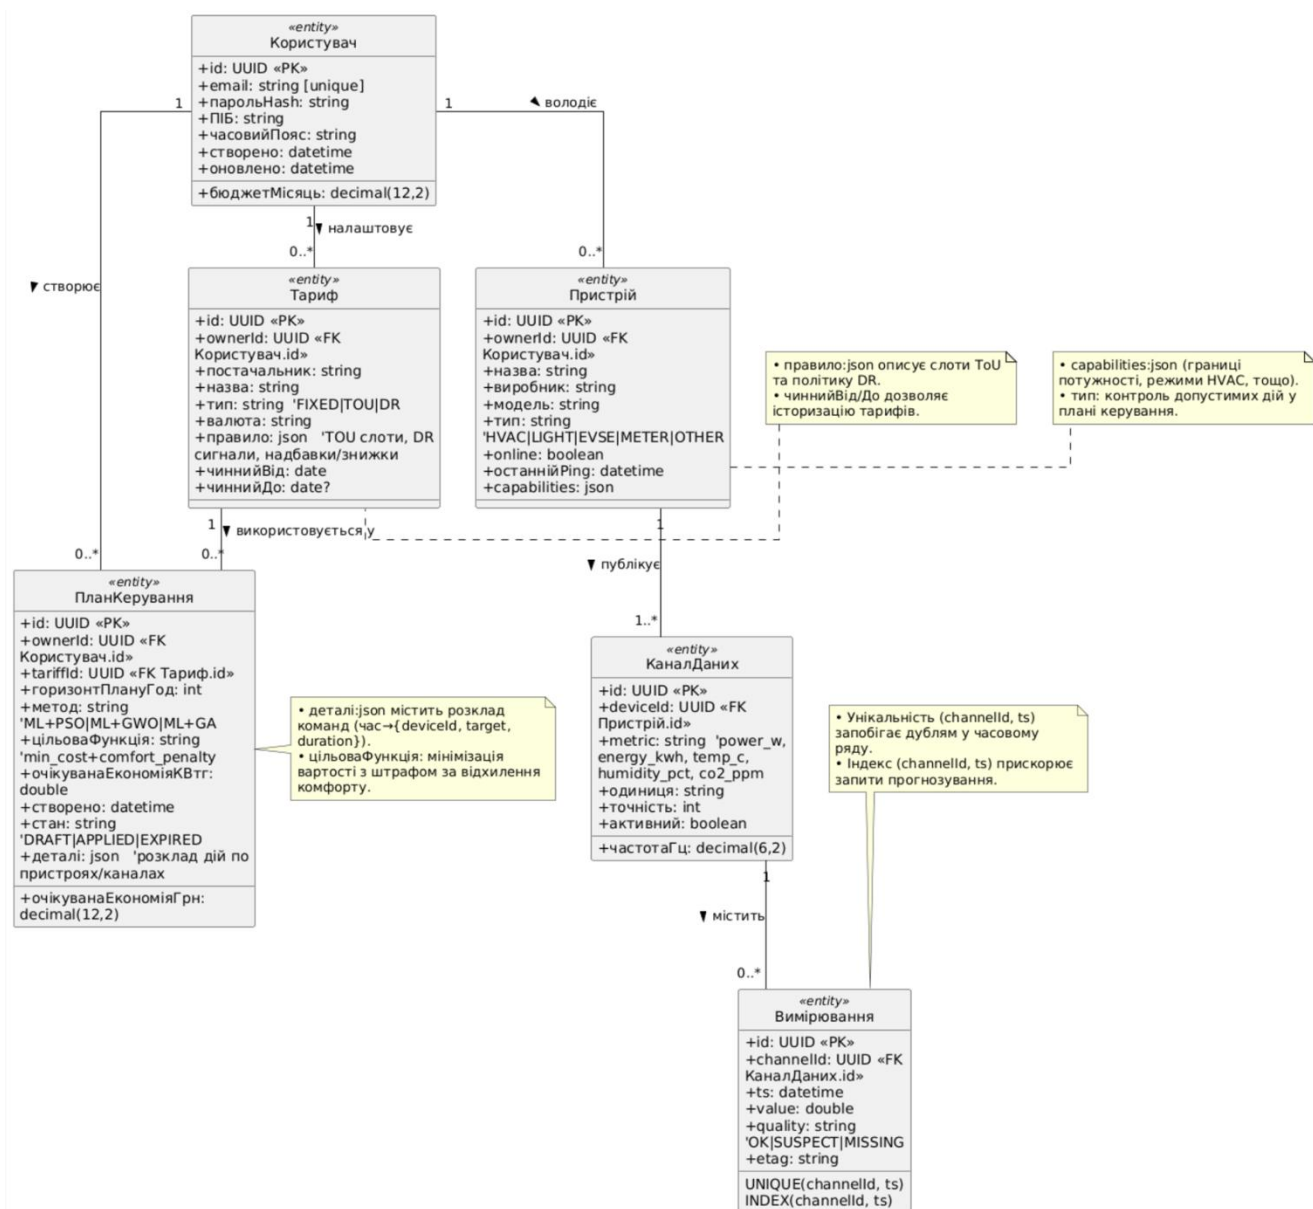 «entity»
Користувач
+id: UUID «PK»
+email: string [unique]
+парольHash: string
+ПІБ: string
+часовийПояс: string
+створено: datetime
+оновлено: datetime
+бюджетМісяць: decimal(12,2)
1
1
володіє
1
налаштовує
0..*
0..*
створює
«entity»
Тариф
+id: UUID «PK»
+ownerId: UUID «FK
Користувач.id»
+постачальник: string
+назва: string
+тип: string 'FIXED|TOU|DR
+валюта: string
+правило: json 'TOU слоти, DR
сигнали, надбавки/знижки
+чиннийВід: date
+чиннийДо: date?
«entity»
Пристрій
+id: UUID «PK»
+ownerId: UUID «FK
Користувач.id»
+назва: string
+виробник: string
+модель: string
+тип: string
'HVAC|LIGHT|EVSE|METER|OTHER
+online: boolean
+останнійPing: datetime
+capabilities: json
• правило:json описує слоти ToU
та політику DR.
• чиннийВід/До дозволяє
історизацію тарифів.
• capabilities:json (границі
потужності, режими HVAC, тощо).
• тип: контроль допустимих дій у
плані керування.
1
використовується у
0..*
0..*
1
публікує
1..*
«entity»
ПланКерування
+id: UUID «PK»
+ownerId: UUID «FK
Користувач.id»
+tariffId: UUID «FK Тариф.id»
+горизонтПлануГод: int
+метод: string
'ML+PSO|ML+GWO|ML+GA
+цільоваФункція: string
'min_cost+comfort_penalty
+очікуванаЕкономіяКВтг:
double
+створено: datetime
+стан: string
'DRAFT|APPLIED|EXPIRED
+деталі: json 'розклад дій по
пристроях/каналах
+очікуванаЕкономіяГрн:
decimal(12,2)
• деталі:json містить розклад
команд (час→{deviceId, target,
duration}).
• цільоваФункція: мінімізація
вартості з штрафом за відхилення
комфорту.
«entity»
КаналДаних
+id: UUID «PK»
+deviceId: UUID «FK
Пристрій.id»
+metric: string 'power_w,
energy_kwh, temp_c,
humidity_pct, co2_ppm
+одиниця: string
+точність: int
+активний: boolean
+частотаГц: decimal(6,2)
• Унікальність (channelId, ts)
запобігає дублям у часовому
ряду.
• Індекс (channelId, ts) прискорює
запити прогнозування.
1
містить
0..*
«entity»
Вимірювання
+id: UUID «PK»
+channelId: UUID «FK
КаналДаних.id»
+ts: datetime
+value: double
+quality: string
'OK|SUSPECT|MISSING
+etag: string
UNIQUE(channelId, ts)
INDEX(channelId, ts)